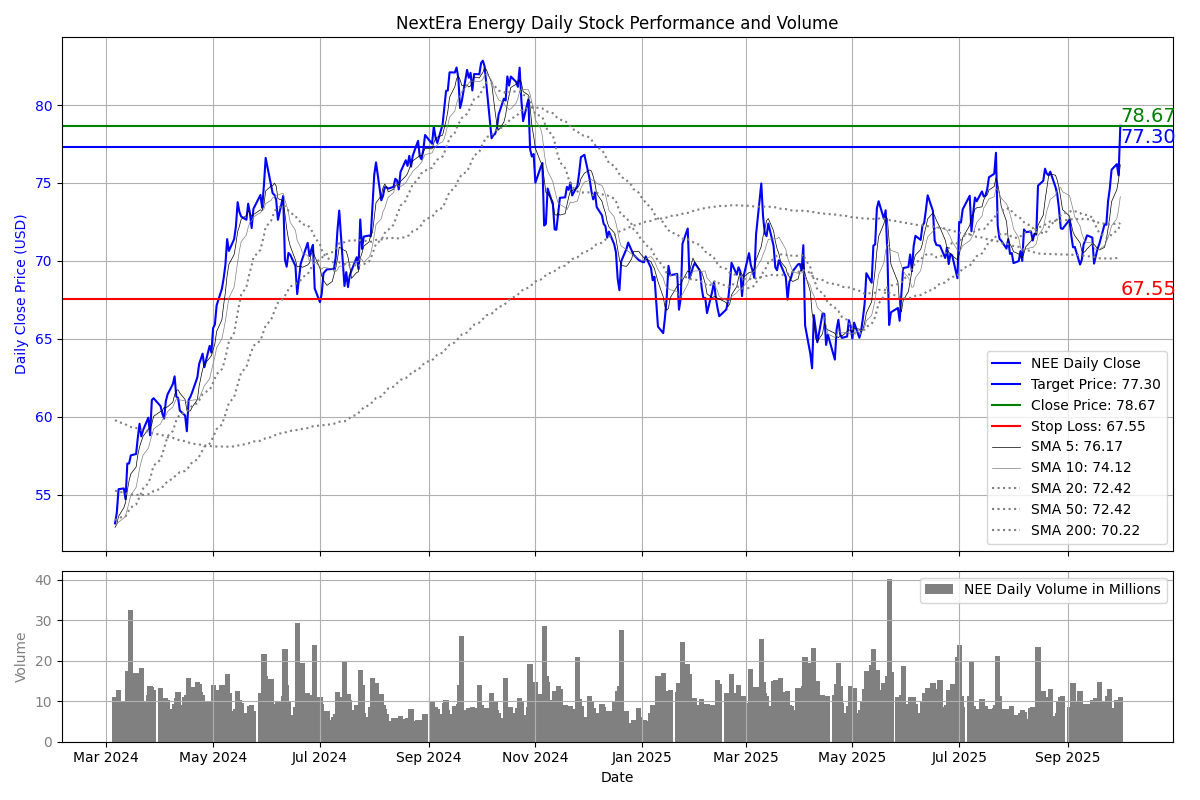 NextEra Energy Daily Stock Performance and Volume
Daily Close Price (USD)
80
75
70
65
60
55
78.67
77.30
67.55
NEE Daily Close
Target Price: 77.30
Close Price: 78.67
Stop Loss: 67.55
SMA 5: 76.17
SMA 10: 74.12
SMA 20: 72.42
SMA 50: 72.42
SMA 200: 70.22
Volume
40
30
20
10
0
NEE Daily Volume in Millions
Mar 2024 May 2024 Jul 2024 Sep 2024 Nov 2024 Jan 2025 Mar 2025 May 2025 Jul 2025 Sep 2025
Date